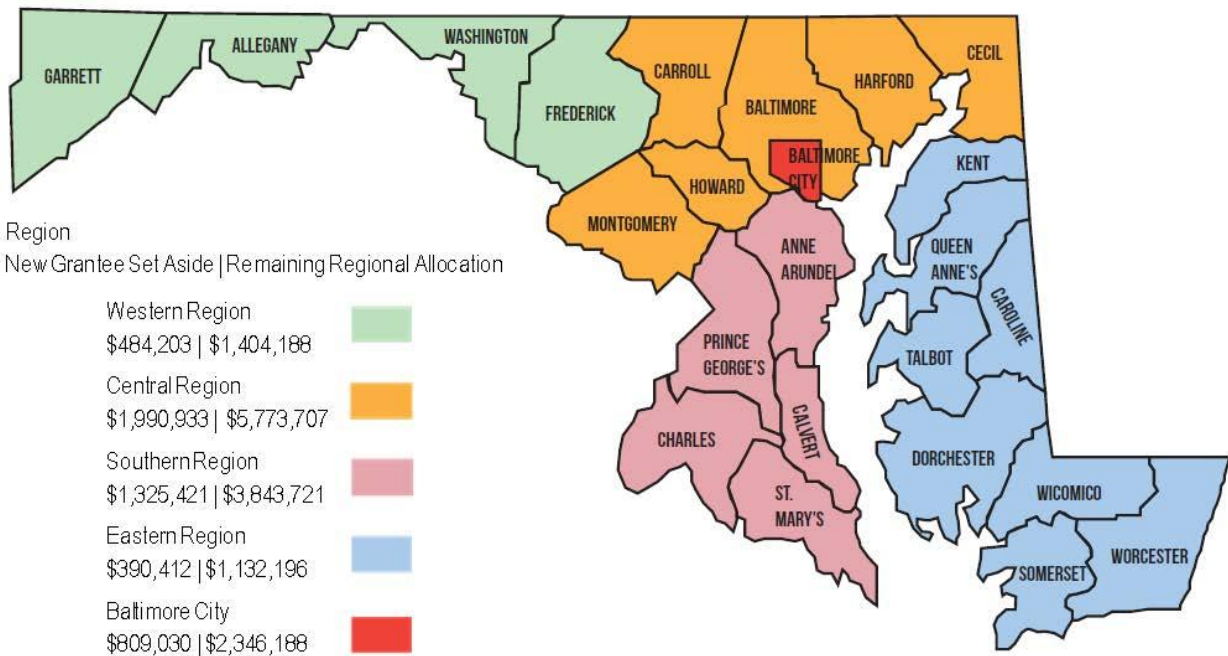 GARRETT
ALLEGANY
WASHINGTON
FREDERICK
CARROLL
BALTIMORE
HARFORD
CECIL
BALTIMORE
CITY
HOWARD
MONTGOMERY
KENT
QUEEN
ANNE'S
CAROLINE
TALBOT
ANNE
ARUNDEL
PRINCE
GEORGE'S
CALVERT
CHARLES
ST.
MARY'S
DORCHESTER
WICOMICO
WORCESTER
SOMERSET
Region
New Grantee Set Aside | Remaining Regional Allocation
Western Region
$484,203 | $1,404,188
Central Region
$1,990,933 | $5,773,707
Southern Region
$1,325,421 | $3,843,721
Eastern Region
$390,412 | $1,132,196
Baltimore City
$809,030 | $2,346,188